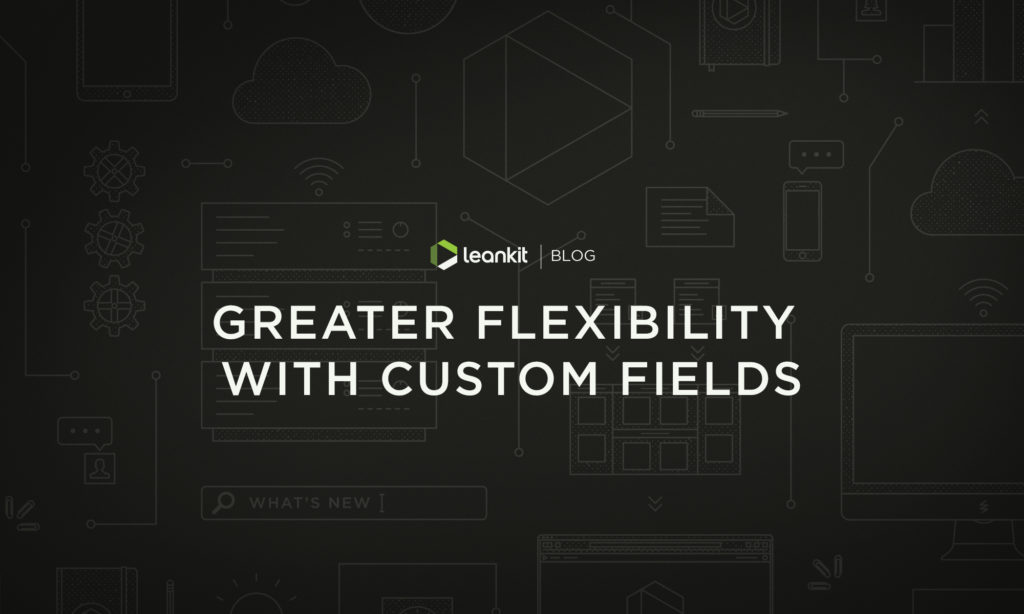 leankit | BLOG
GREATER FLEXIBILITY
WITH CUSTOM FIELDS
WHAT'S NEW